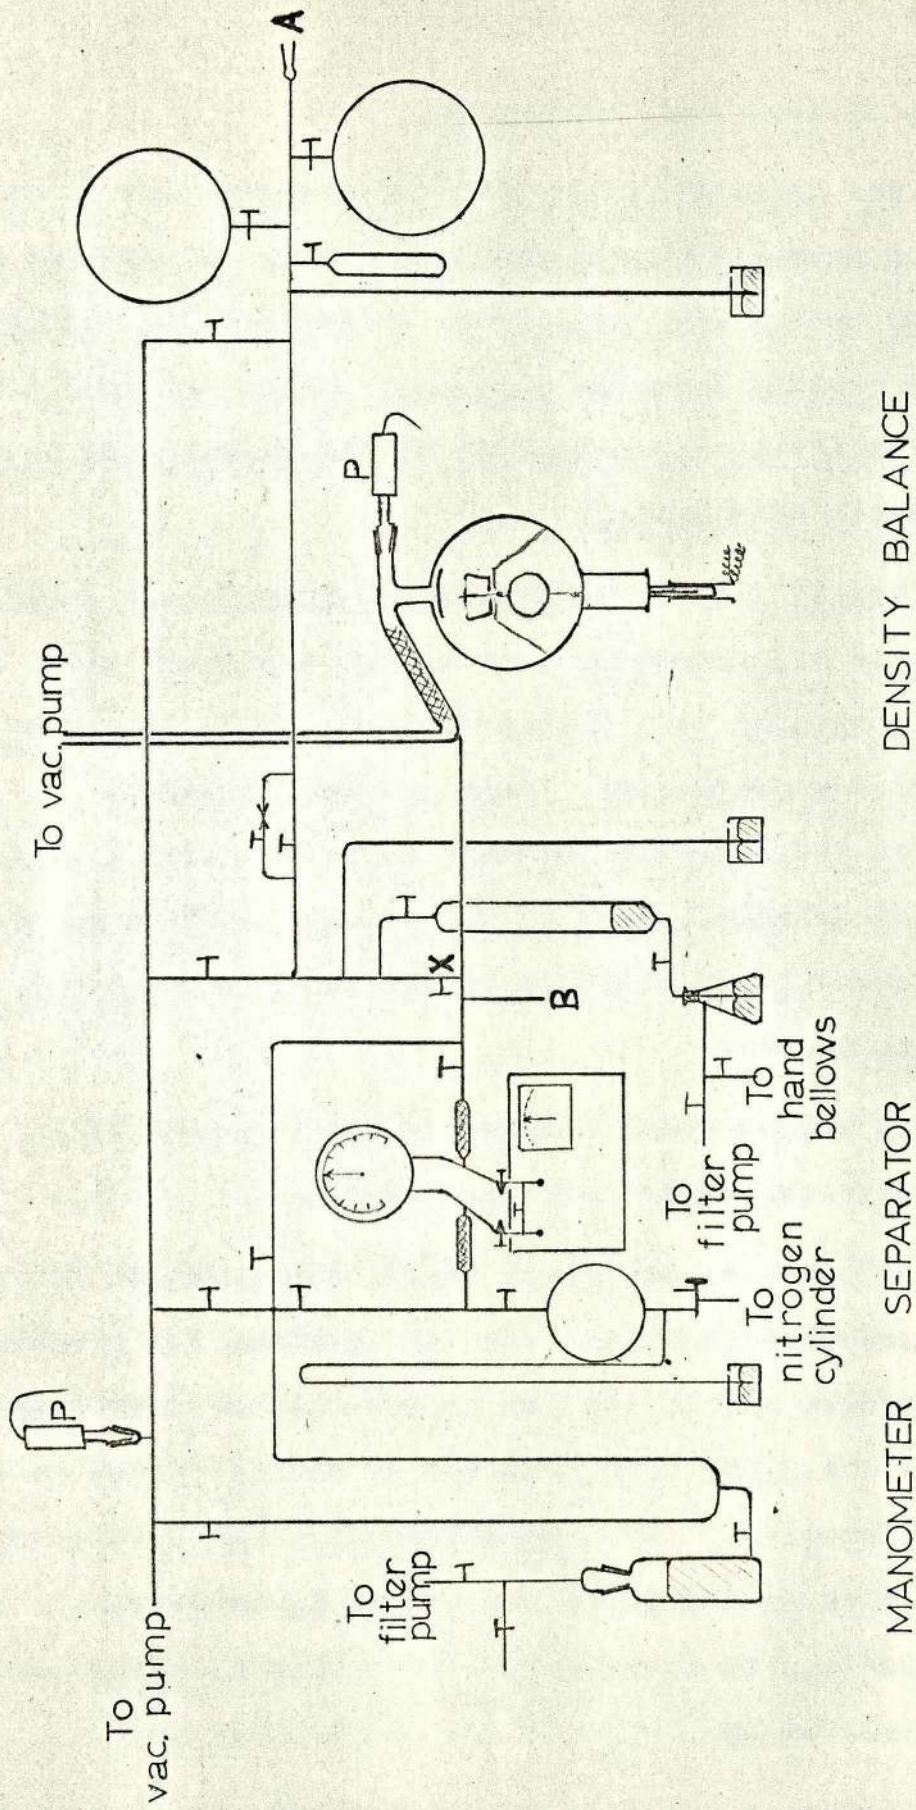 To
vac. pump
P
To vac. pump
A
P
X
B
To
filter
pump
To
nitrogen
cylinder
To
filter
pump
To
hand
bellows
MANOMETER
SEPARATOR
DENSITY BALANCE